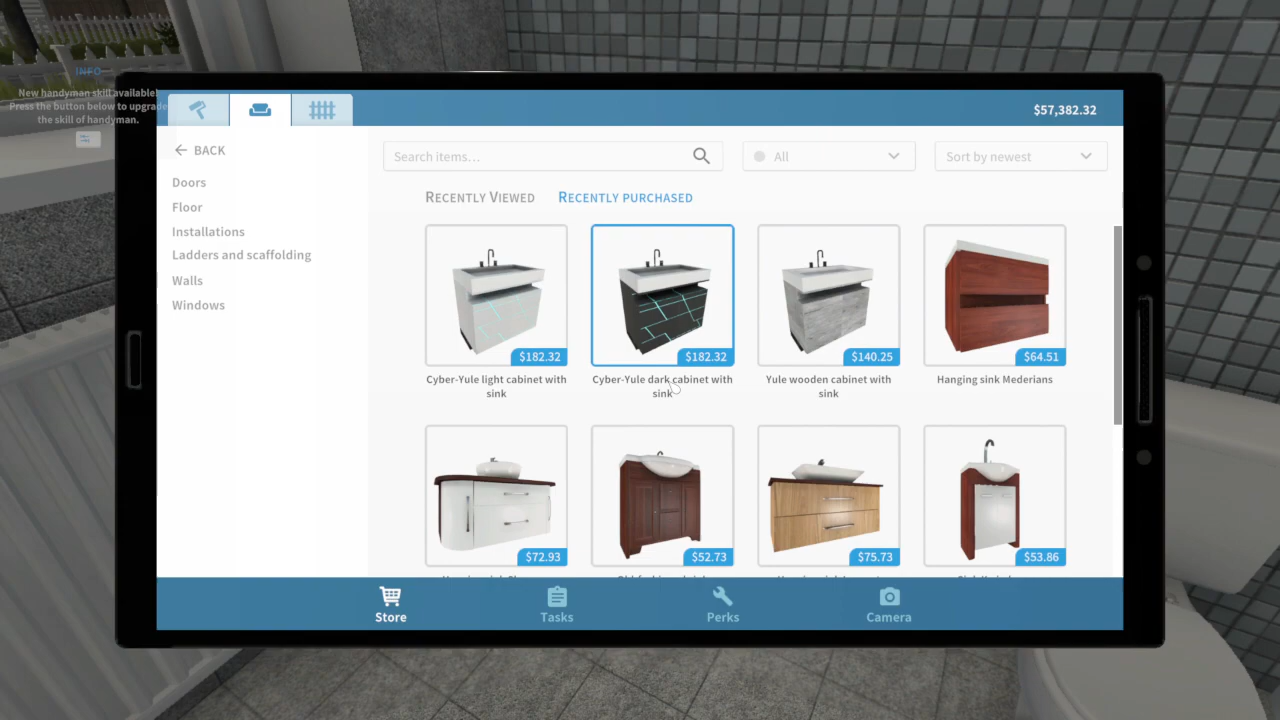 INFO
New handyman skill available!
Press the button below to upgrade
the skill of handyman.
$57,382.32
BACK
Search items...
All
Sort by newest
Doors
Floor
Installations
Ladders and scaffolding
Walls
Windows
RECENTLY VIEWED
RECENTLY PURCHASED
$182.32
$182.32
$140.25
$64.51
Cyber-Yule light cabinet with
sink
Cyber-Yule dark cabinet with
sink
Yule wooden cabinet with
sink
Hanging sink Mederians
$72.93
$52.73
$75.73
$53.86
Store
Tasks
Perks
Camera